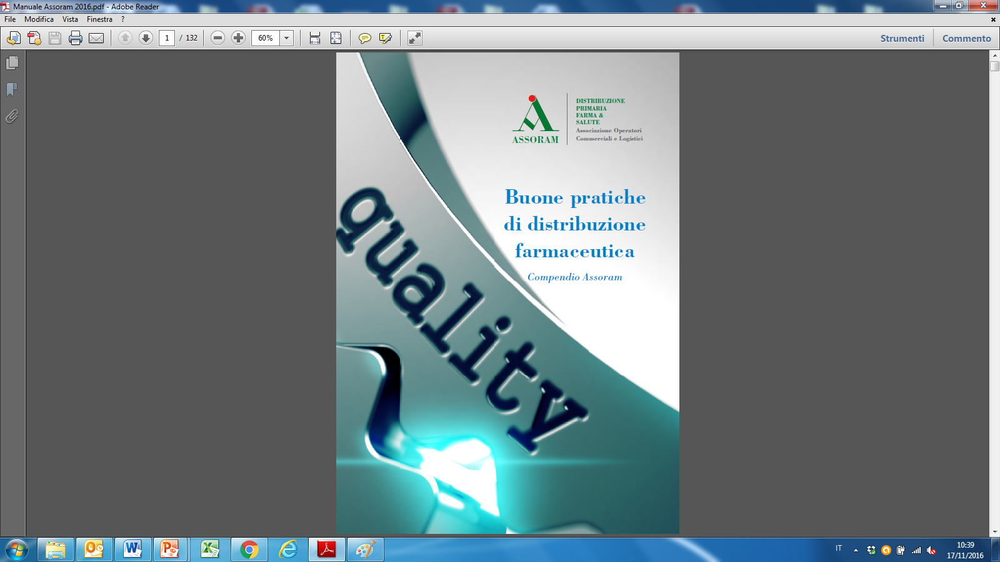 Manuale Assoram 2016.pdf - Adobe Reader
File Modifica Vista Finestra ?
1 / 132 60% Strumenti Commento
ASSORAM
DISTRIBUZIONE
PRIMARIA
FARMA &
SALUTE
Associazione Operatori
Commerciali e Logistici
Buone pratiche
di distribuzione
farmaceutica
Compendio Assoram
quality
IT
10:39
17/11/2016